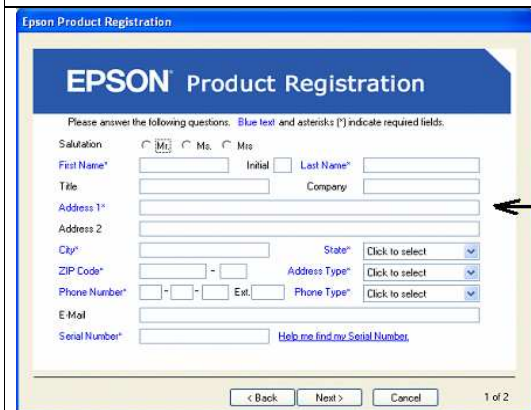 Epson Product Registration
EPSON Product Registration
Please answer the following questions. Blue text and asterisks (*) indicate required fields.
Salutation Mr. Ms. Mrs
First Name* Initial Last Name*
Title Company
Address 1*
Address 2
City* State* Click to select
ZIP Code* - Address Type* Click to select
Phone Number* - - Ext. Phone Type* Click to select
E-Mail
Serial Number* Help me find my Serial Number.
< Back Next > Cancel 1 of 2